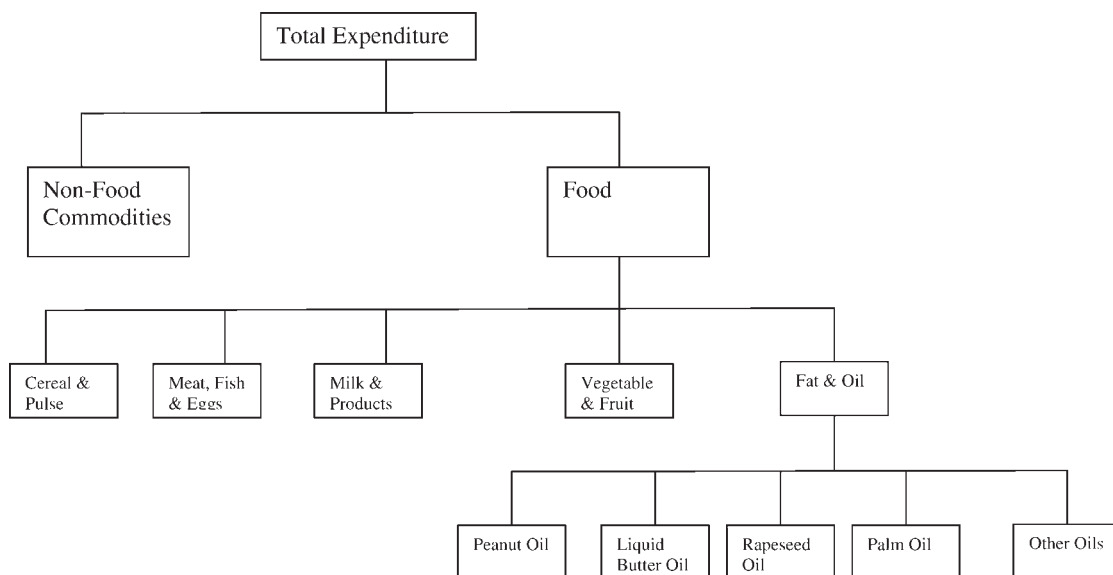 Total Expenditure
Non-Food
Commodities
Food
Cereal &
Pulse
Meat, Fish
& Eggs
Milk &
Products
Vegetable
& Fruit
Fat & Oil
Peanut Oil
Liquid
Butter Oil
Rapeseed
Oil
Palm Oil
Other Oils